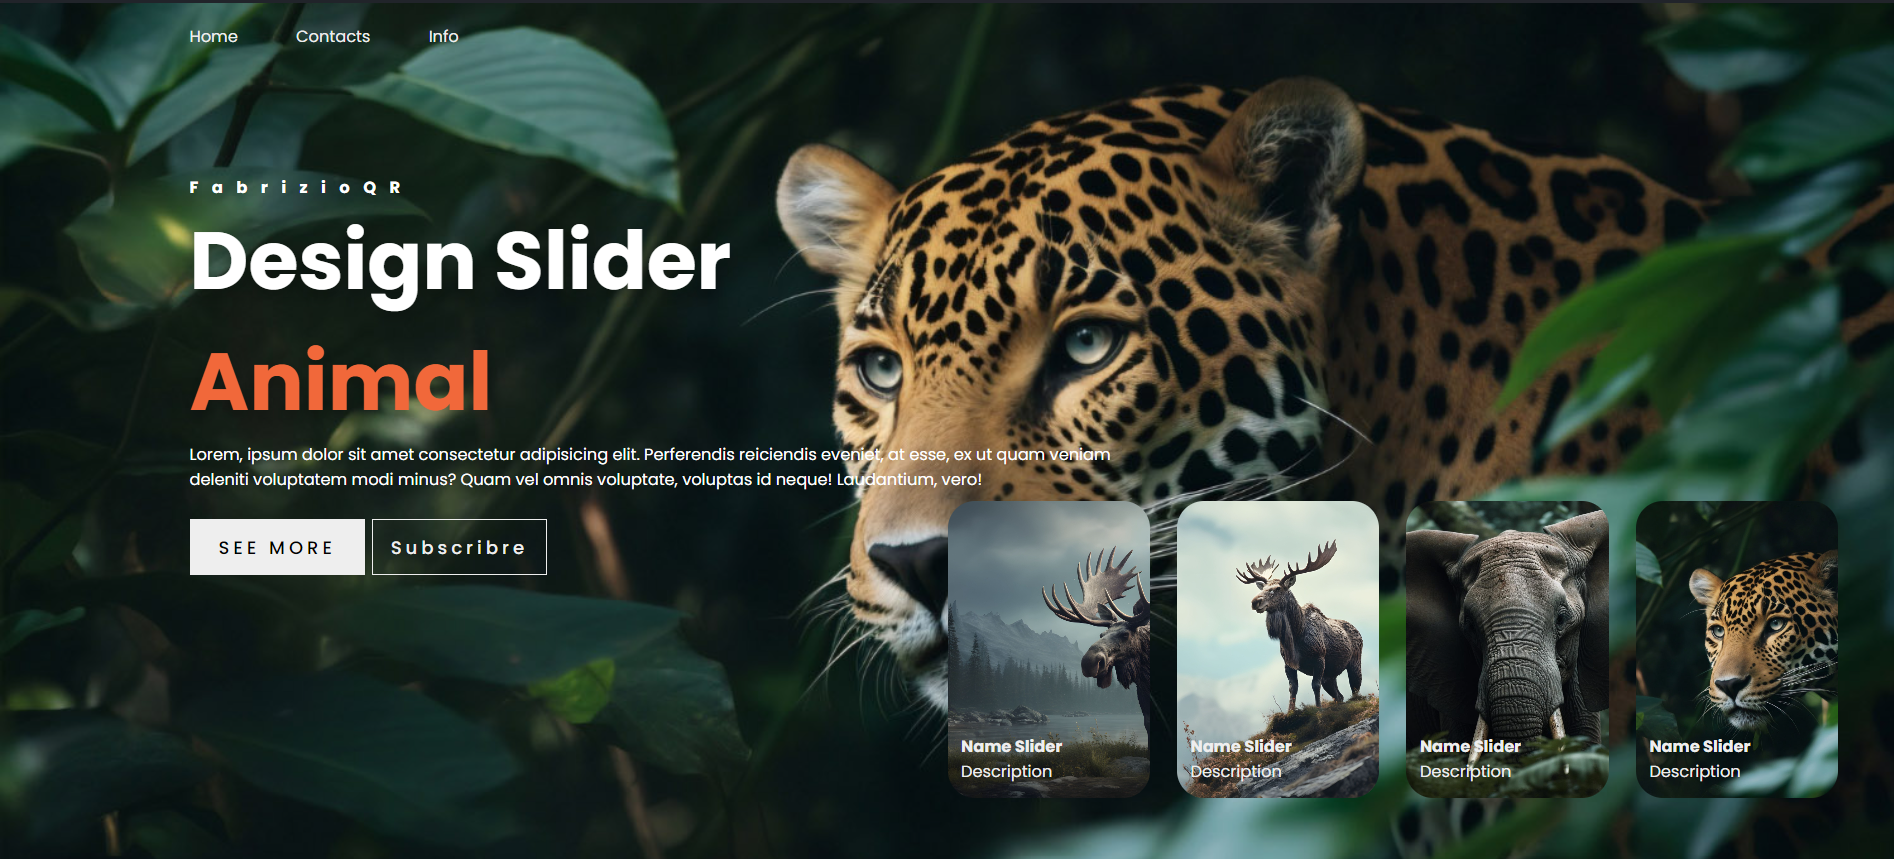 Home Contacts Info
FabrizioQR
Design Slider
Animal
Lorem, ipsum dolor sit amet consectetur adipisicing elit. Perferendis reiciendis eveniet, at esse, ex ut quam veniam
deleniti voluptatem modi minus? Quam vel omnis voluptate, voluptas id neque! Laudantium, vero!
SEE MORE Subscribre
Name Slider Name Slider Name Slider Name Slider
Description Description Description Description